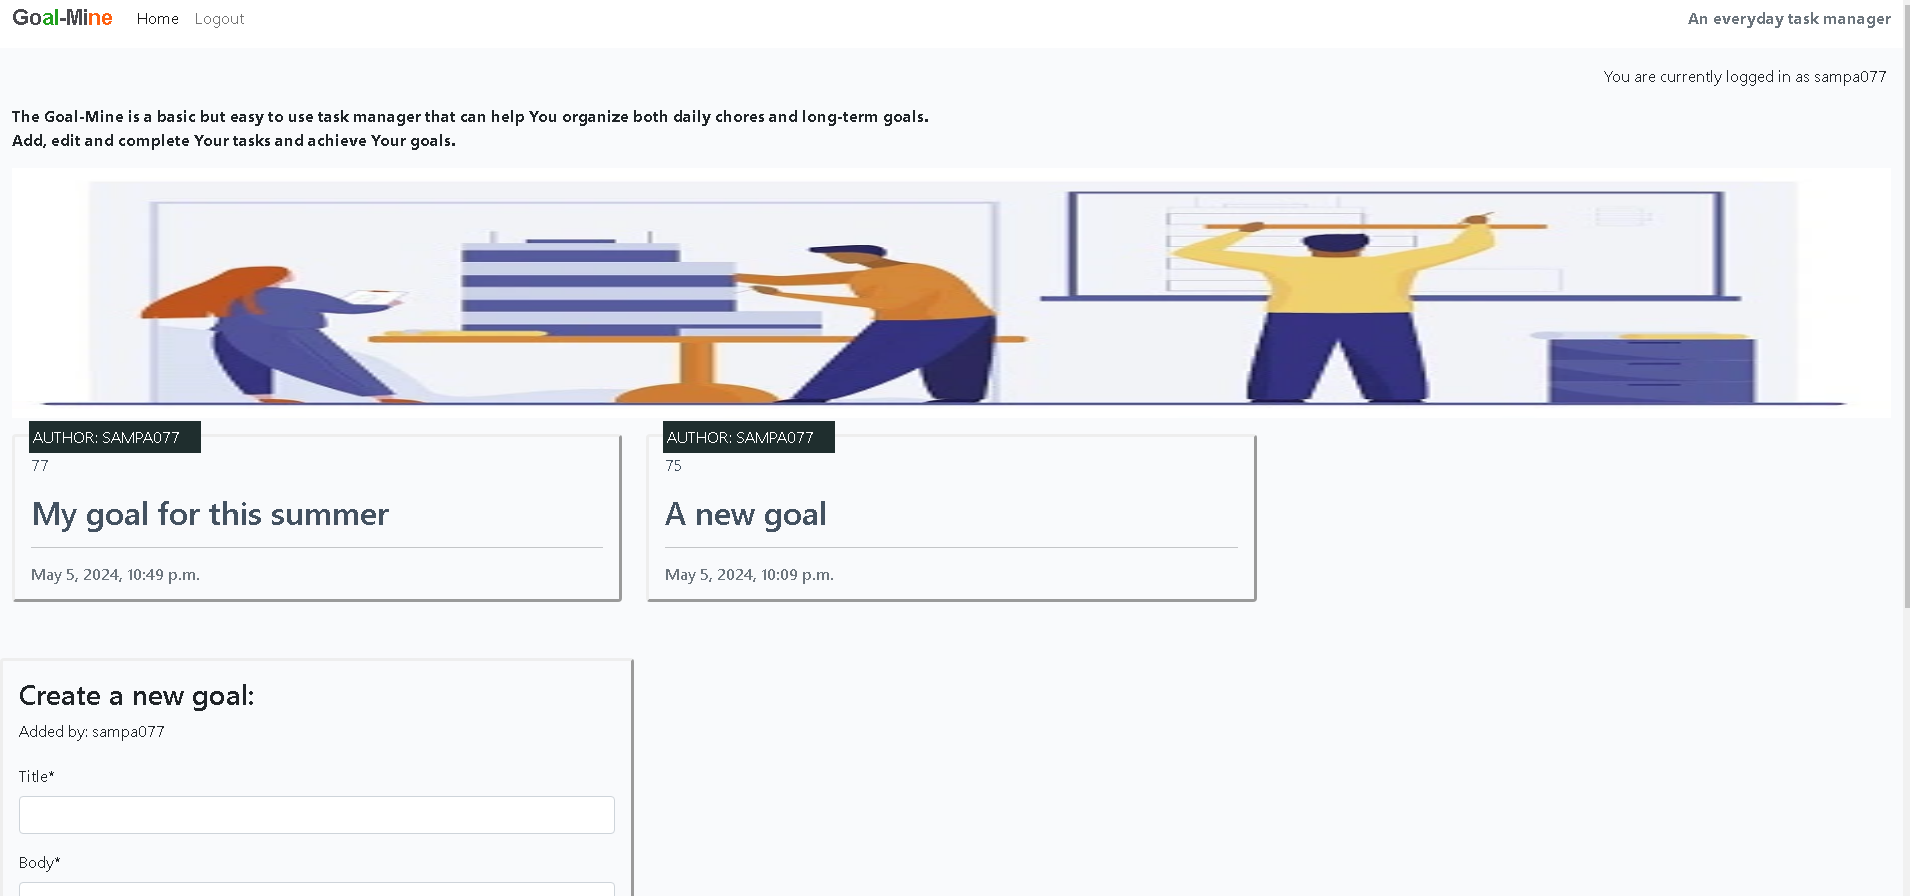 Goal-Mine Home Logout An everyday task manager
You are currently logged in as sampa077
The Goal-Mine is a basic but easy to use task manager that can help You organize both daily chores and long-term goals.
Add, edit and complete Your tasks and achieve Your goals.
AUTHOR: SAMPA077
77
My goal for this summer
May 5, 2024, 10:49 p.m.
AUTHOR: SAMPA077
75
A new goal
May 5, 2024, 10:09 p.m.
Create a new goal:
Added by: sampa077
Title*
Body*